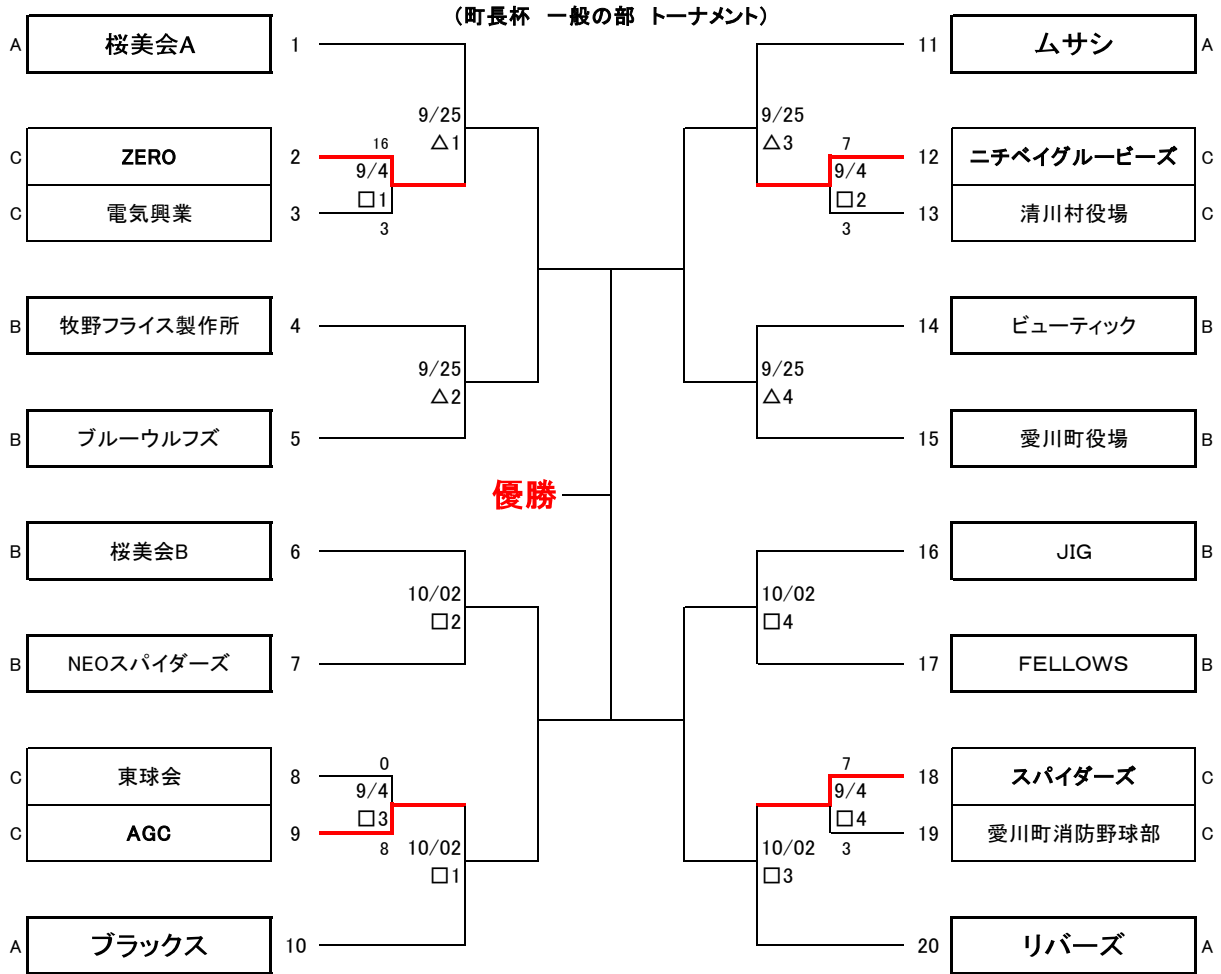 （町長杯　一般の部　トーナメント）
A 桜美会A 1
11 ムサシ A
9/25
△1
9/25
△3
C ZERO 2
16
9/4
□1
3
C 電気興業 3
7
9/4
□2
3
12 ニチベイグルービーズ C
13 清川村役場 C
B 牧野フライス製作所 4
14 ビューティック B
9/25
△2
9/25
△4
B ブルーウルフズ 5
15 愛川町役場 B
優勝
B 桜美会B 6
16 JIG B
10/02
□2
10/02
□4
B NEOスパイダーズ 7
17 FELLOWS B
C 東球会 8
0
9/4
□3
8
C AGC 9
7
9/4
□4
3
18 スパイダーズ C
19 愛川町消防野球部 C
10/02
□1
10/02
□3
A ブラックス 10
20 リバーズ A